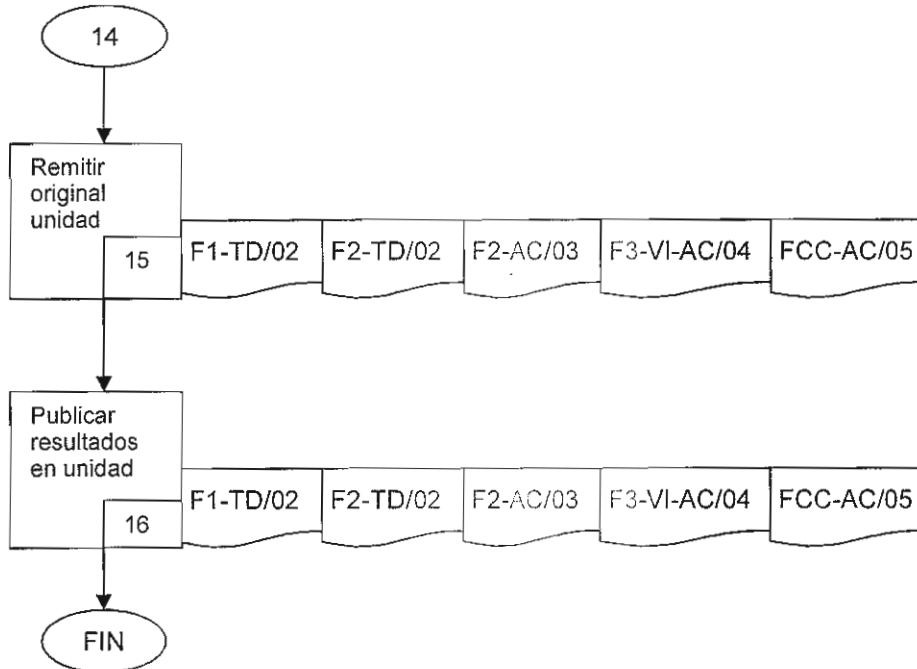 14
Remitir
original
unidad
15
F1-TD/02 F2-TD/02 F2-AC/03 F3-VI-AC/04 FCC-AC/05
Publicar
resultados
en unidad
16
F1-TD/02 F2-TD/02 F2-AC/03 F3-VI-AC/04 FCC-AC/05
FIN